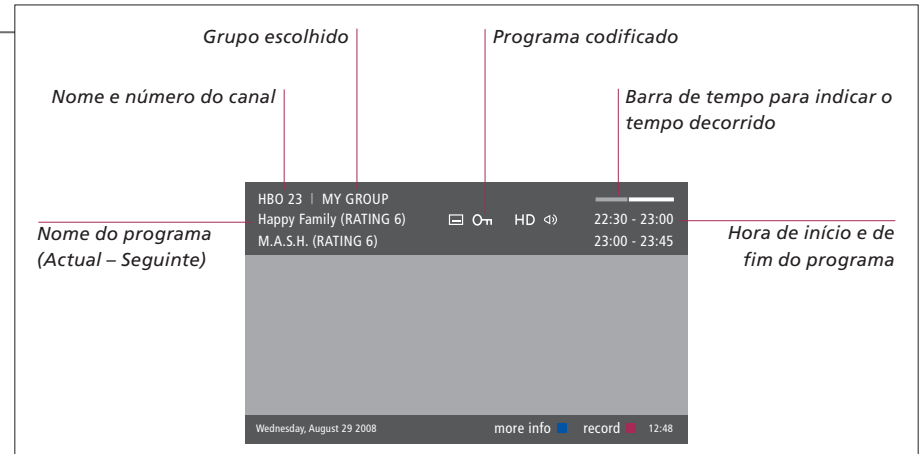 Grupo escolhido
Programa codificado
Nome e número do canal
Barra de tempo para indicar o
tempo decorrido
HBO 23 | MY GROUP
Happy Family (RATING 6) HD 22:30 - 23:00
M.A.S.H. (RATING 6) 23:00 - 23:45
Nome do programa
(Actual – Seguinte)
Hora de início e de
fim do programa
Wednesday, August 29 2008 more info record 12:48